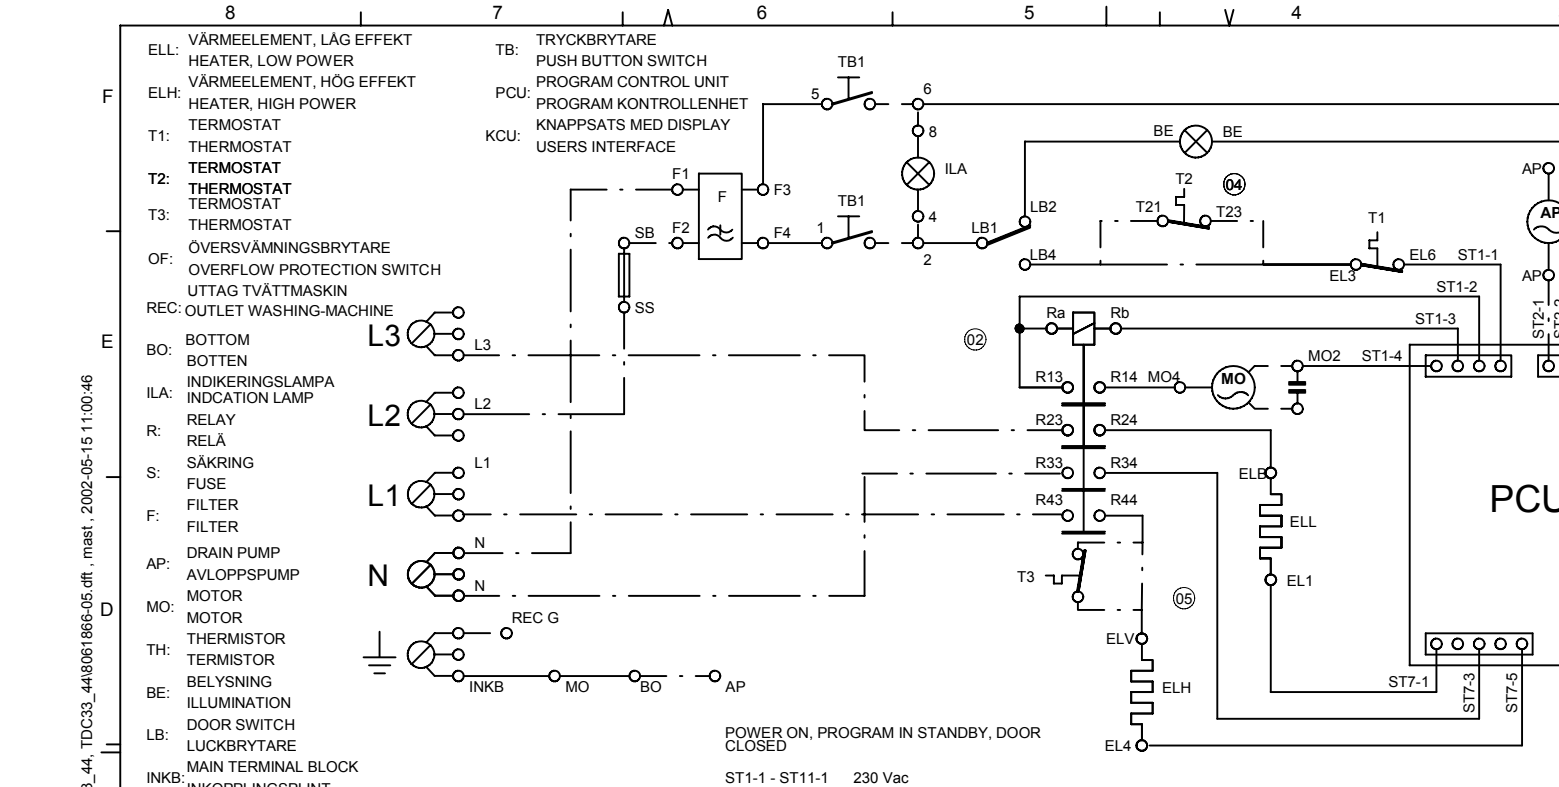 8 7 6 5 4
F
E
D
ELL: VÄRMEELEMENT, LÅG EFFEKT
HEATER, LOW POWER
ELH: VÄRMEELEMENT, HÖG EFFEKT
HEATER, HIGH POWER
T1: TERMOSTAT
THERMOSTAT
T2: TERMOSTAT
THERMOSTAT
T3: TERMOSTAT
THERMOSTAT
OF: ÖVERSVÄMNINGSBRYTARE
OVERFLOW PROTECTION SWITCH
REC: UTTAG TVÄTTMASKIN
OUTLET WASHING-MACHINE
BO: BOTTOM
BOTTEN
ILA: INDIKERINGSLAMPA
INDCATION LAMP
R: RELAY
RELÄ
S: SÄKRING
FUSE
F: FILTER
FILTER
AP: DRAIN PUMP
AVLOPPSPUMP
MO: MOTOR
MOTOR
TH: THERMISTOR
TERMISTOR
BE: BELYSNING
ILLUMINATION
LB: DOOR SWITCH
LUCKBRYTARE
INKB: MAIN TERMINAL BLOCK
TB: TRYCKBRYTARE
PUSH BUTTON SWITCH
PCU: PROGRAM CONTROL UNIT
PROGRAM KONTROLLENHET
KCU: KNAPPSATS MED DISPLAY
USERS INTERFACE
_44, TDC33_44\8061866-05.dft , mast , 2002-05-15 11:00:46
TB1
5 6
8
ILA
4
TB1
1 2
F1 F F3
SB F2 F4
SS
BE BE
LB2
LB1
LB4
T2 04
T21 T23
T1
EL3 EL6 ST1-1
ST1-2
ST1-3
ST1-4
AP
AP
AP
ST2-1
02
Ra Rb
R13 R14 MO4 MO MO2
R23 R24
R33 R34
R43 R44
L3 L3
L2 L2
L1 L1
N N
N
REC G
INKB MO BO AP
T3
05
ELV
ELH
EL4
ELB
ELL
EL1
PCU
ST7-1
ST7-3
ST7-5
POWER ON, PROGRAM IN STANDBY, DOOR
CLOSED
ST1-1 - ST11-1 230 Vac